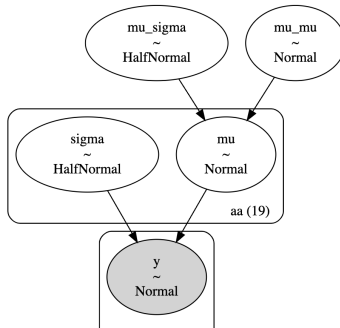 mu_sigma
~
HalfNormal
mu_mu
~
Normal
sigma
~
HalfNormal
mu
~
Normal
aa (19)
y
~
Normal